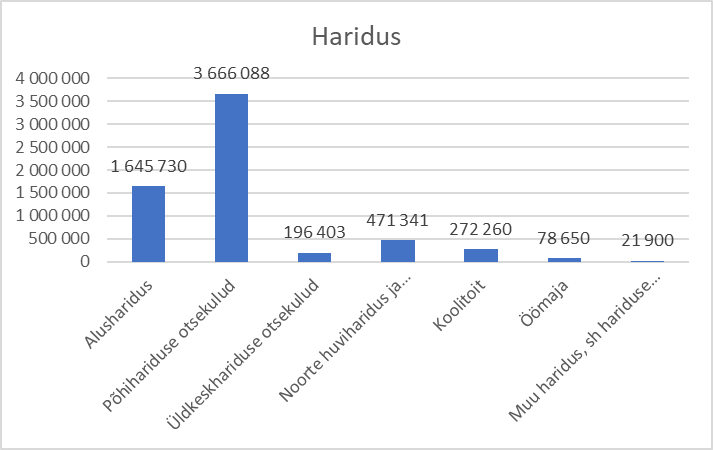 Haridus
4 000 000
3 500 000
3 000 000
2 500 000
2 000 000
1 500 000
1 000 000
500 000
0
1 645 730
3 666 088
196 403
471 341
272 260
78 650
21 900
Alusharidus
Põhihariduse otsekulud
Üldkeskhariduse otsekulud
Noorte huviharidus ja...
Koolitoit
Öömaja
Muu haridus, sh hariduse...